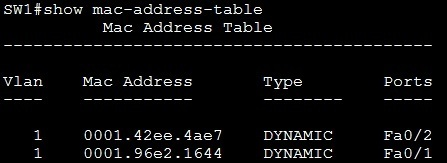 SW1#show mac-address-table
Mac Address Table
-------------------------------------------
Vlan Mac Address Type Ports
---- ----------- -------- -----
1 0001.42ee.4ae7 DYNAMIC Fa0/2
1 0001.96e2.1644 DYNAMIC Fa0/1